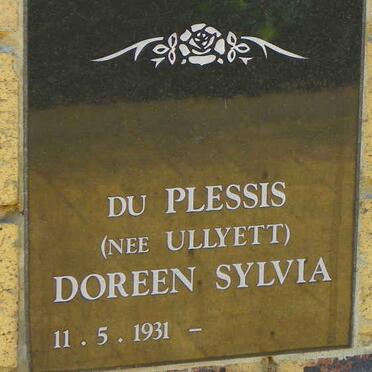 DU PLESSIS
(NEE ULLYETT)
DOREEN SYLVIA
11 . 5 . 1931 –